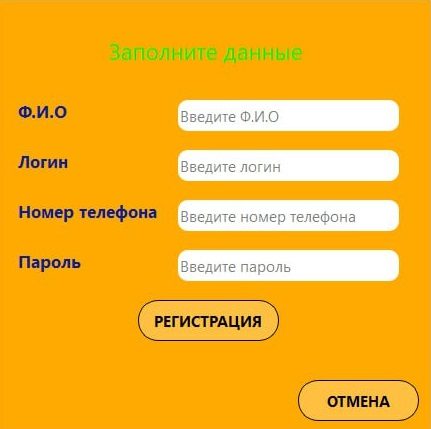 Заполните данные
Ф.И.О
Введите Ф.И.О
Логин
Введите логин
Номер телефона
Введите номер телефона
Пароль
Введите пароль
РЕГИСТРАЦИЯ
ОТМЕНА